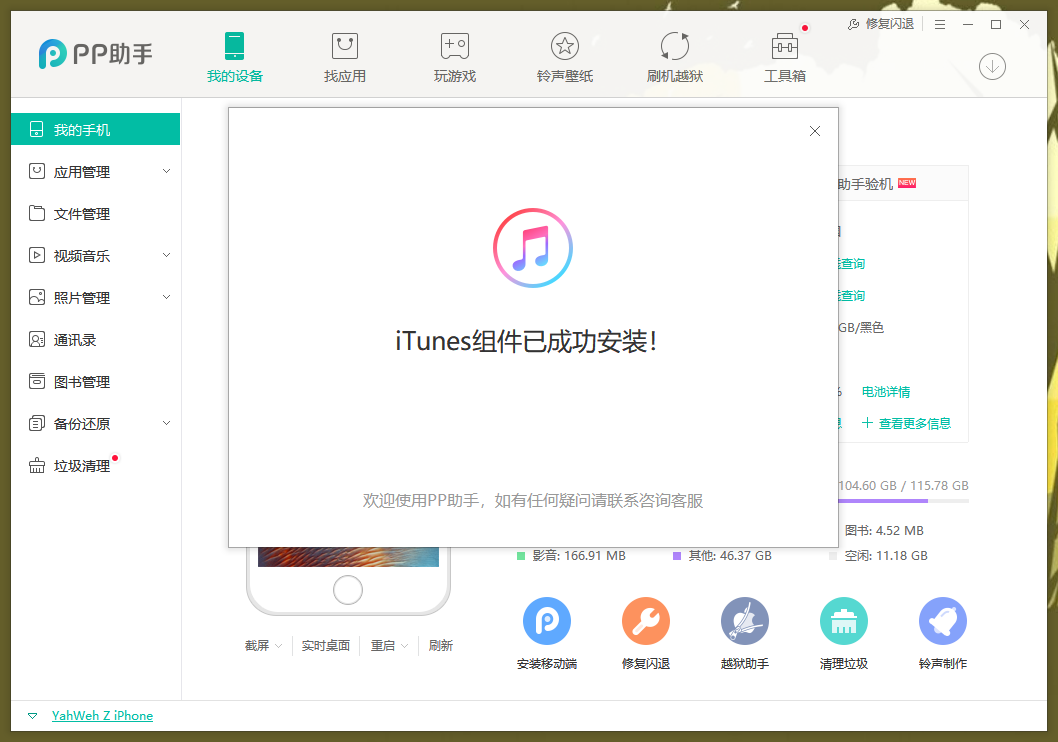 修复闪退
PP助手
我的设备
找应用
玩游戏
铃声壁纸
刷机越狱
工具箱
我的手机
应用管理
文件管理
视频音乐
照片管理
通讯录
图书管理
备份还原
垃圾清理
iTunes组件已成功安装!
欢迎使用PP助手，如有任何疑问请联系咨询客服
助手验机 NEW
查询
查询
GB/黑色
% 电池详情
息 + 查看更多信息
104.60 GB / 115.78 GB
图书: 4.52 MB
影音: 166.91 MB 其他: 46.37 GB 空闲: 11.18 GB
截屏 实时桌面 重启 刷新
安装移动端
修复闪退
越狱助手
清理垃圾
铃声制作
YahWeh Z iPhone